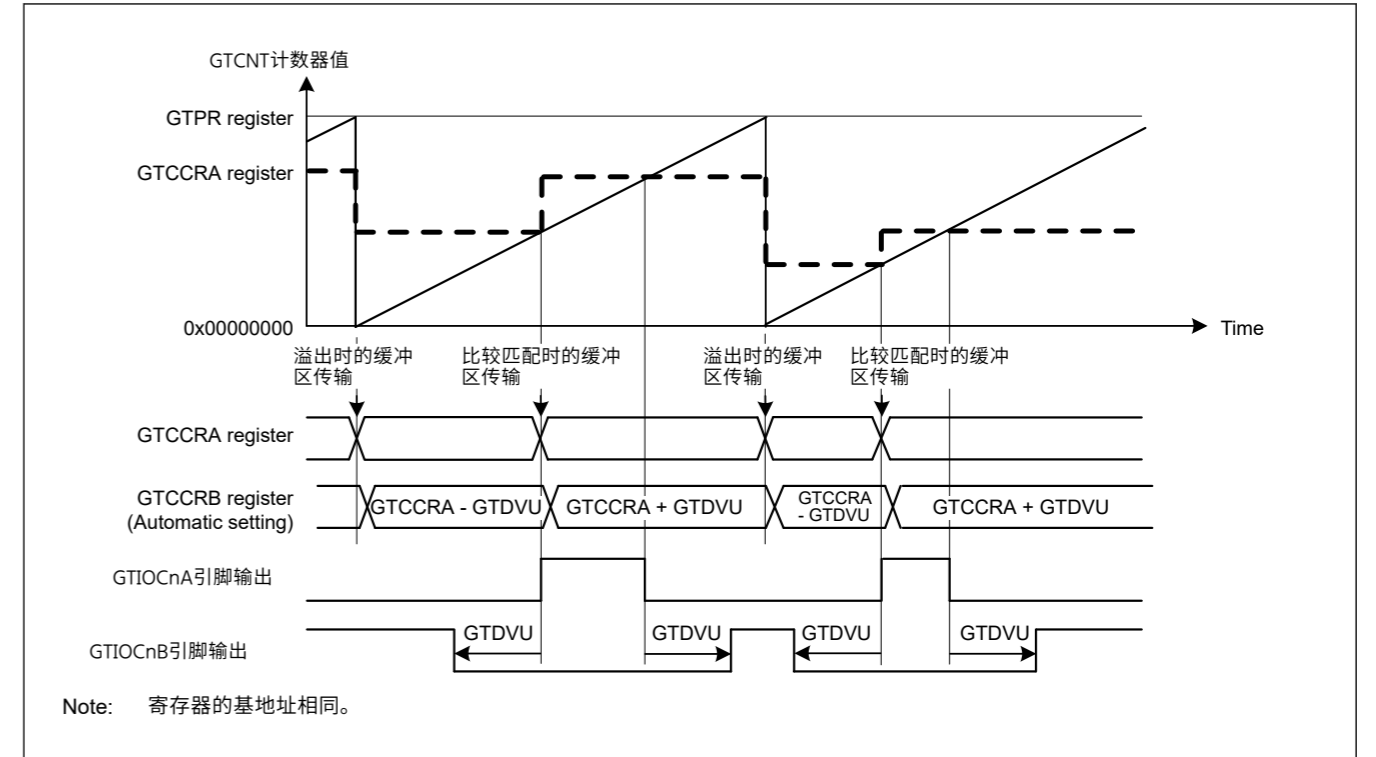 GTCNT计数器值
GTPR register
GTCCRA register
0x00000000
Time
溢出时的缓冲
区传输
比较匹配时的缓冲
区传输
溢出时的缓冲
区传输
比较匹配时的缓冲
区传输
GTCCRA register
GTCCRB register
(Automatic setting)
GTCCRA - GTDVU
GTCCRA + GTDVU
GTCCRA
- GTDVU
GTCCRA + GTDVU
GTIOCnA引脚输出
GTIOCnB引脚输出
GTDVU
GTDVU
GTDVU
GTDVU
Note: 寄存器的基地址相同。